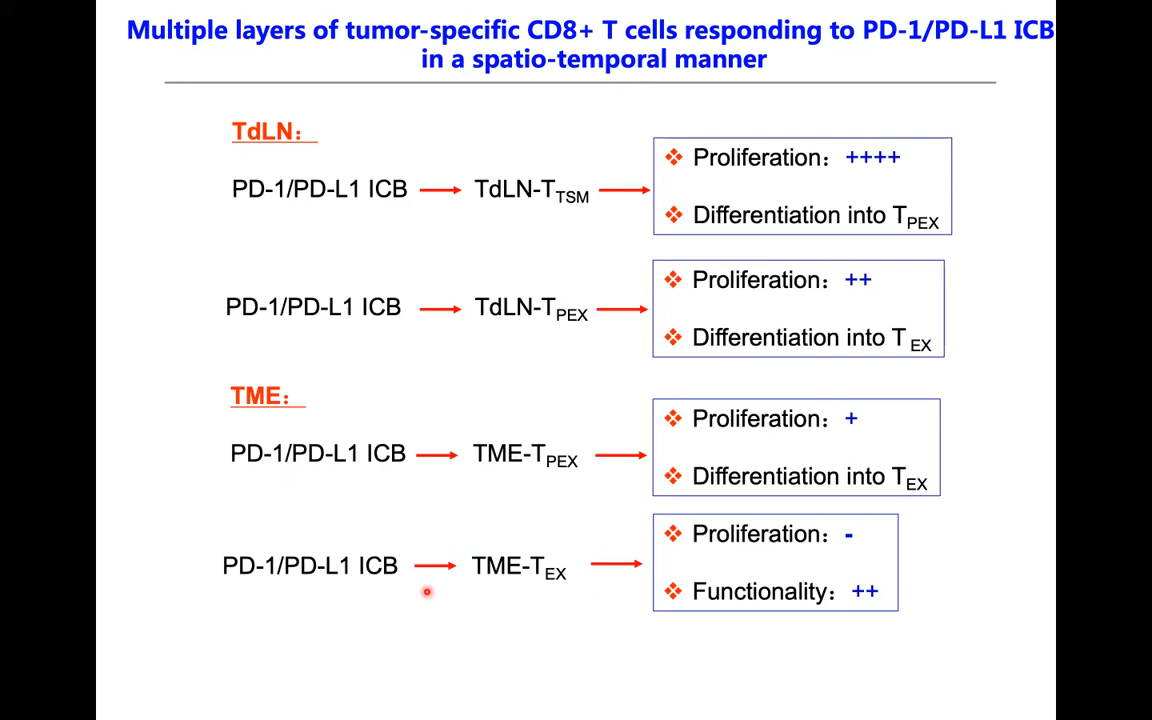 Multiple layers of tumor-specific CD8+ T cells responding to PD-1/PD-L1 ICB
in a spatio-temporal manner
TdLN：
PD-1/PD-L1 ICB TdLN-TTSM
Proliferation：++++
Differentiation into TPEX
PD-1/PD-L1 ICB TdLN-TPEX
Proliferation：++
Differentiation into T EX
TME：
PD-1/PD-L1 ICB TME-TPEX
Proliferation：+
Differentiation into TEX
PD-1/PD-L1 ICB TME-TEX
Proliferation：-
Functionality：++